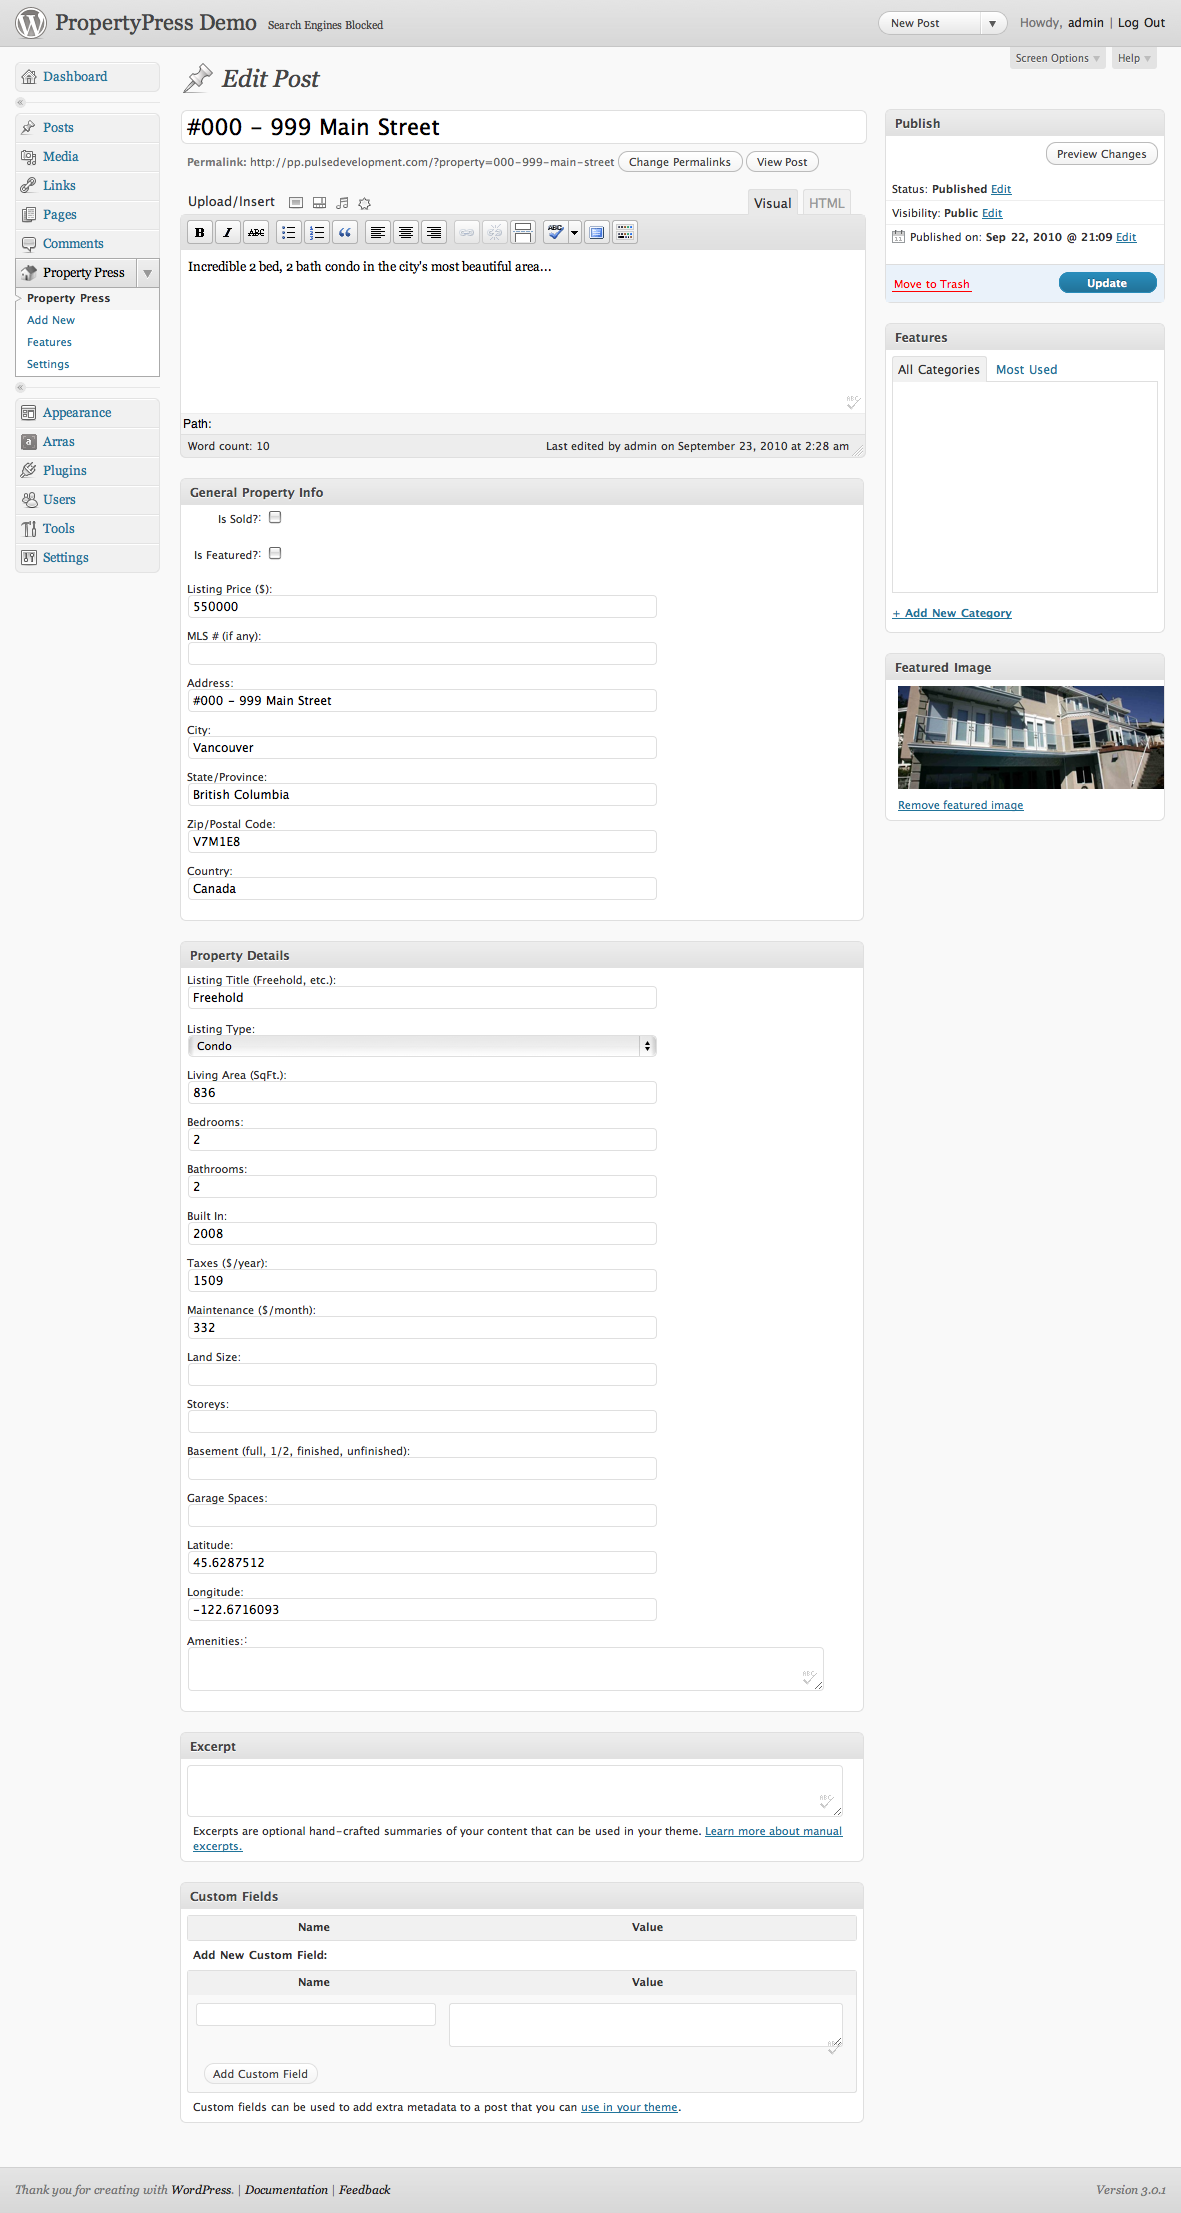 PropertyPress Demo Search Engines Blocked
New Post
Howdy, admin | Log Out
Screen Options
Help
Dashboard
Posts
Media
Links
Pages
Comments
Property Press
Property Press
Add New
Features
Settings
Appearance
Arras
Plugins
Users
Tools
Settings
Edit Post
#000 – 999 Main Street
Permalink: http://pp.pulsedevelopment.com/?property=000-999-main-street Change Permalinks View Post
Upload/Insert
Visual HTML
B I ABC
ABC
Incredible 2 bed, 2 bath condo in the city's most beautiful area...
ABC
Path:
Word count: 10 Last edited by admin on September 23, 2010 at 2:28 am
General Property Info
Is Sold?:
Is Featured?:
Listing Price ($):
550000
MLS # (if any):
Address:
#000 – 999 Main Street
City:
Vancouver
State/Province:
British Columbia
Zip/Postal Code:
V7M1E8
Country:
Canada
Property Details
Listing Title (Freehold, etc.):
Freehold
Listing Type:
Condo
Living Area (SqFt.):
836
Bedrooms:
2
Bathrooms:
2
Built In:
2008
Taxes ($/year):
1509
Maintenance ($/month):
332
Land Size:
Storeys:
Basement (full, 1/2, finished, unfinished):
Garage Spaces:
Latitude:
45.6287512
Longitude:
-122.6716093
Amenities::
ABC
Excerpt
ABC
Excerpts are optional hand-crafted summaries of your content that can be used in your theme. Learn more about manual
excerpts.
Custom Fields
Name Value
Add New Custom Field:
Name Value
ABC
Add Custom Field
Custom fields can be used to add extra metadata to a post that you can use in your theme.
Publish
Preview Changes
Status: Published Edit
Visibility: Public Edit
Published on: Sep 22, 2010 @ 21:09 Edit
Move to Trash Update
Features
All Categories Most Used
+ Add New Category
Featured Image
Remove featured image
Thank you for creating with WordPress. | Documentation | Feedback
Version 3.0.1